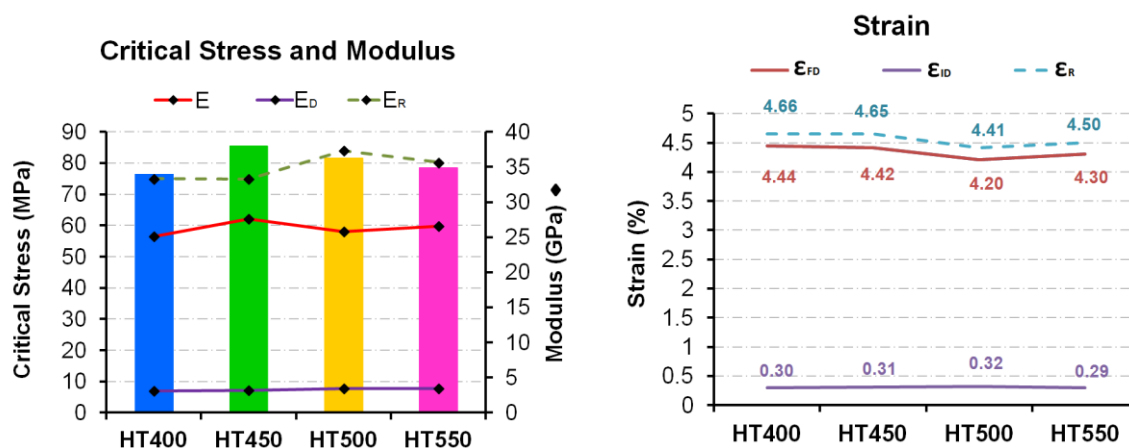 Critical Stress and Modulus
E ED ER
Critical Stress (MPa)
90
80
70
60
50
40
30
20
10
0
40
35
30
25
20
15
10
5
0
Modulus (GPa) ◆
HT400 HT450 HT500 HT550
Strain
εFD εID εR
Strain (%)
5
4.5
4
3.5
3
2.5
2
1.5
1
0.5
0
4.66 4.65 4.41 4.50
4.44 4.42 4.20 4.30
0.30 0.31 0.32 0.29
HT400 HT450 HT500 HT550